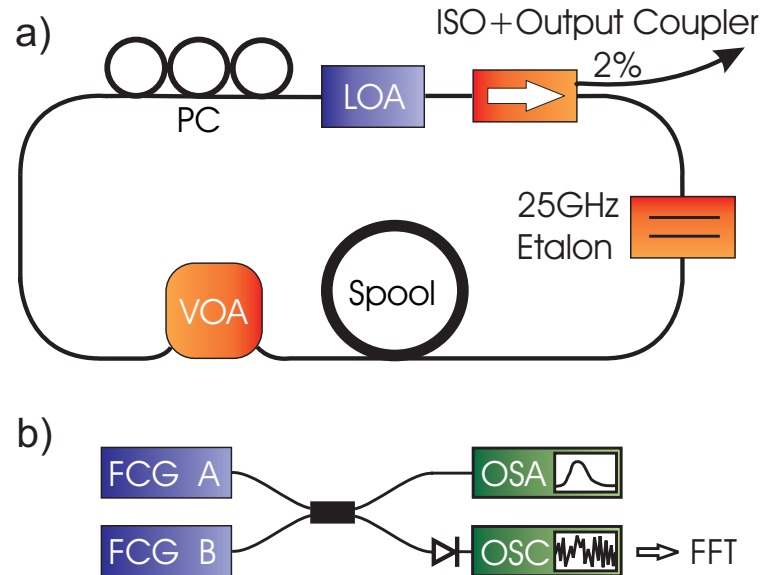 a)
ISO+Output Coupler
2%
PC
LOA
25GHz
Etalon
Spool
VOA
b)
FCG A
OSA
FCG B
OSC
FFT